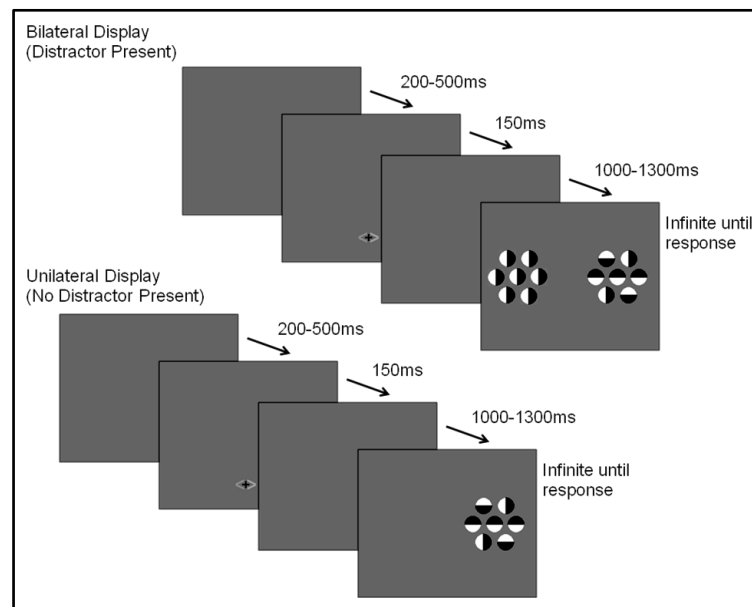 Bilateral Display
(Distractor Present)
200-500ms
150ms
1000-1300ms
Infinite until
response
Unilateral Display
(No Distractor Present)
200-500ms
150ms
1000-1300ms
Infinite until
response